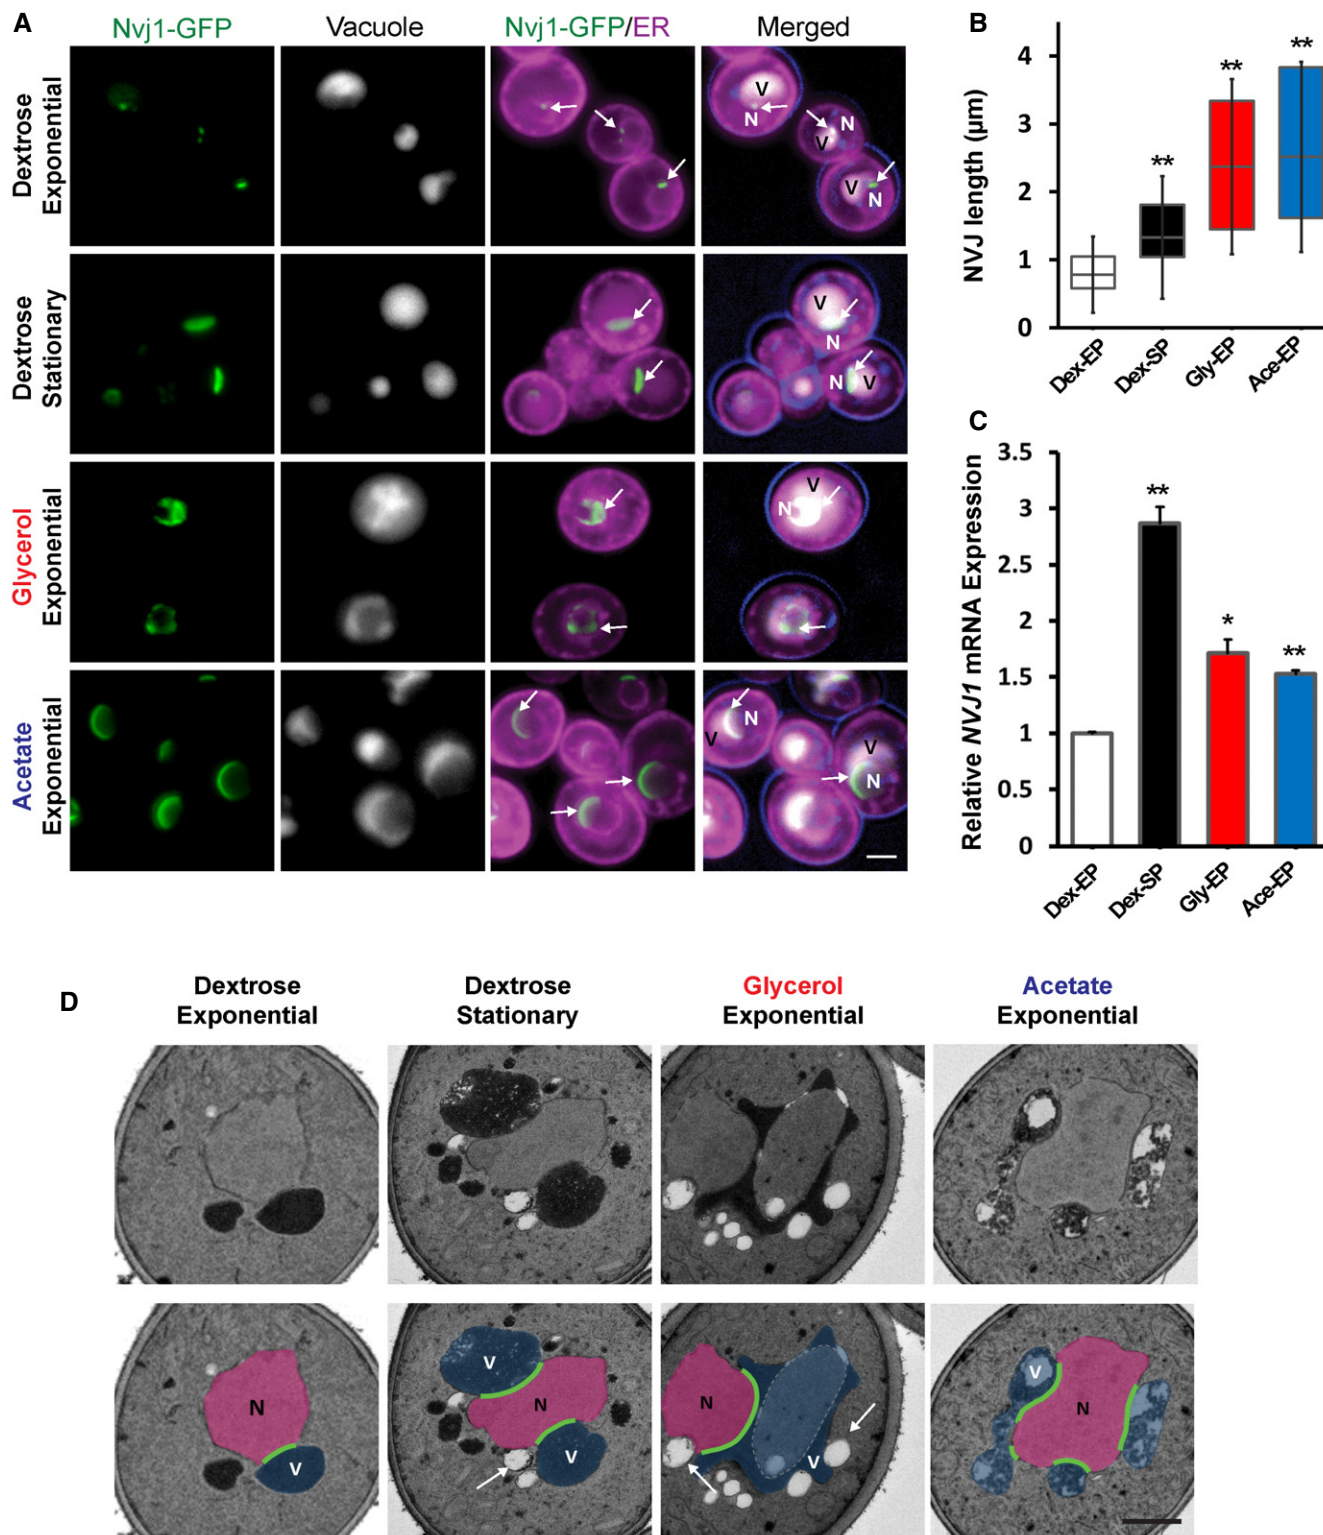 A
Nvj1-GFP
Vacuole
Nvj1-GFP/ER
Merged
Dextrose
Exponential
V
N
N
V
V
N
Dextrose
Stationary
V
N
N
V
Glycerol
Exponential
V
N
Acetate
Exponential
N
V
V
N
B
NVJ length (µm)
4
3
2
1
0
**
**
**
Dex-EP
Dex-SP
Gly-EP
Ace-EP
C
Relative NVJ1 mRNA Expression
3.5
3
2.5
2
1.5
1
0.5
0
**
*
**
Dex-EP
Dex-SP
Gly-EP
Ace-EP
D
Dextrose
Exponential
Dextrose
Stationary
Glycerol
Exponential
Acetate
Exponential
N
V
V
N
V
N
V
V
N